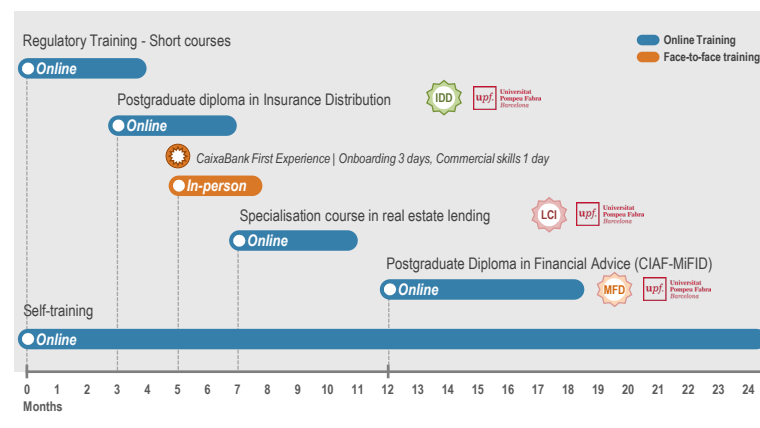 Regulatory Training - Short courses
Online Training
Face-to-face training
Online
Postgraduate diploma in Insurance Distribution
IDD
upf. Universitat
Pompeu Fabra
Barcelona
Online
CaixaBank First Experience | Onboarding 3 days, Commercial skills 1 day
In-person
Specialisation course in real estate lending
LCI
upf. Universitat
Pompeu Fabra
Barcelona
Online
Postgraduate Diploma in Financial Advice (CIAF-MiFID)
Online
MFD
upf. Universitat
Pompeu Fabra
Barcelona
Self-training
Online
0 1 2 3 4 5 6 7 8 9 10 11 12 13 14 15 16 17 18 19 20 21 22 23 24
Months